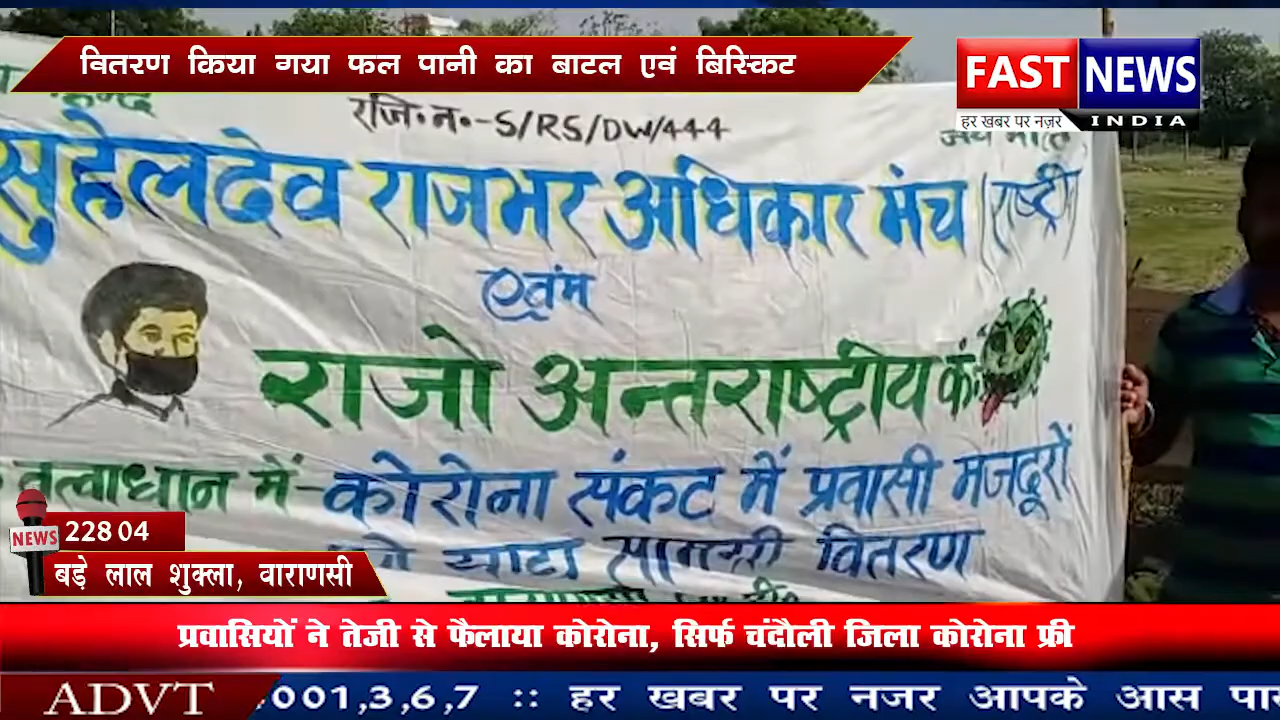 वितरण किया गया फल पानी का बाटल एवं बिस्किट
FAST NEWS
हर खबर पर नज़र INDIA
रजि॰न॰-S/RS/DW/444
सुहेलदेव राजभर अधिकार मंच (राष्ट्री
एवंम
राजो अन्तराष्ट्रीय कं
तत्वाधान में-कोरोना संकट में प्रवासी मजदूरों
वितरण
NEWS
228 04
बड़े लाल शुक्ला, वाराणसी
प्रवासियों ने तेजी से फैलाया कोरोना, सिर्फ चंदौली जिला कोरोना फ्री
ADVT 001,3,6,7 :: हर खबर पर नजर आपके आस पास